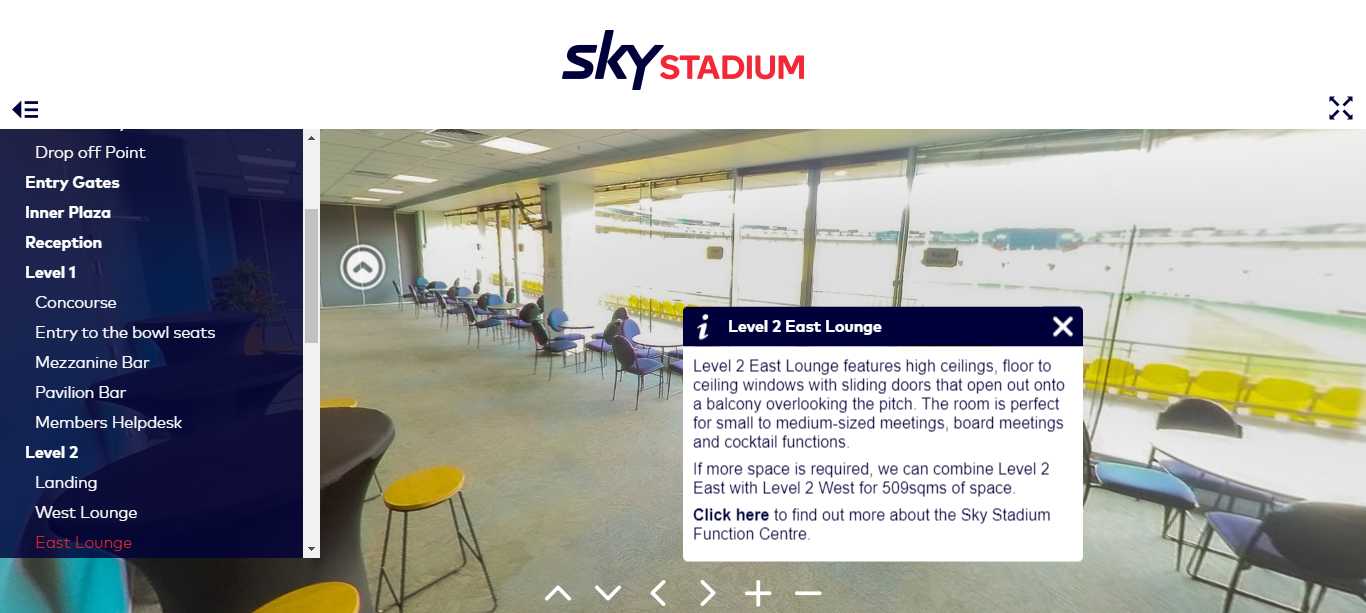 sky STADIUM
Drop off Point
Entry Gates
Inner Plaza
Reception
Level 1
Concourse
Entry to the bowl seats
Mezzanine Bar
Pavilion Bar
Members Helpdesk
Level 2
Landing
West Lounge
East Lounge
i Level 2 East Lounge
Level 2 East Lounge features high ceilings, floor to
ceiling windows with sliding doors that open out onto
a balcony overlooking the pitch. The room is perfect
for small to medium-sized meetings, board meetings
and cocktail functions.
If more space is required, we can combine Level 2
East with Level 2 West for 509sqms of space.
Click here to find out more about the Sky Stadium
Function Centre.